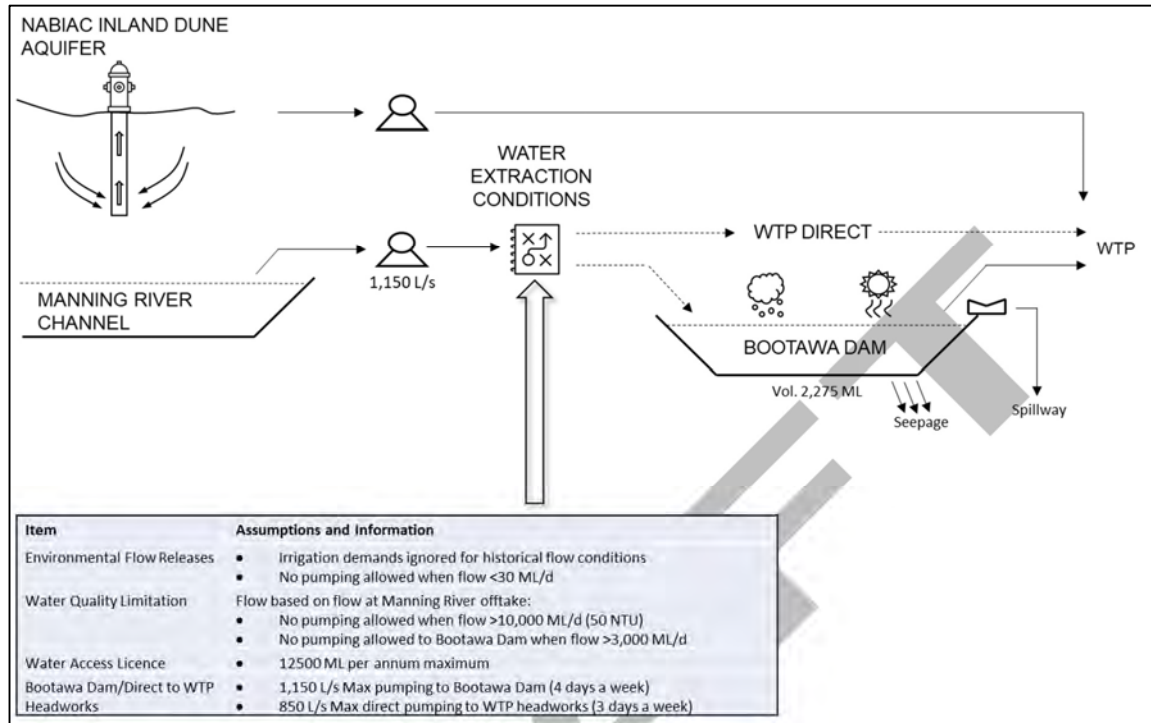 NABIAC INLAND DUNE
AQUIFER
WATER
EXTRACTION
CONDITIONS
WTP DIRECT
WTP
1,150 L/s
MANNING RIVER
CHANNEL
BOOTAWA DAM
Vol. 2,275 ML
Seepage
Spillway
Item Assumptions and Information
Environmental Flow Releases • Irrigation demands ignored for historical flow conditions
• No pumping allowed when flow <30 ML/d
Water Quality Limitation Flow based on flow at Manning River offtake:
• No pumping allowed when flow >10,000 ML/d (50 NTU)
• No pumping allowed to Bootawa Dam when flow >3,000 ML/d
Water Access Licence • 12500 ML per annum maximum
Bootawa Dam/Direct to WTP • 1,150 L/s Max pumping to Bootawa Dam (4 days a week)
Headworks • 850 L/s Max direct pumping to WTP headworks (3 days a week)